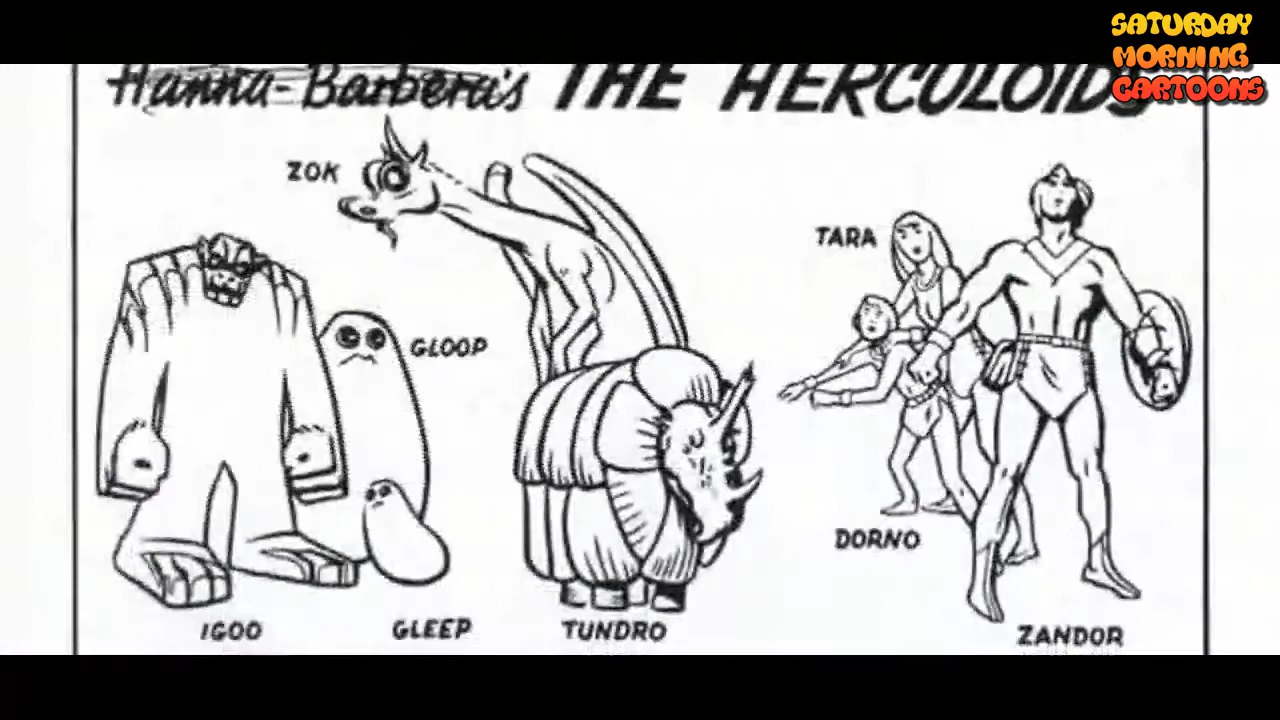 SATURDAY
MORNING
CARTOONS
Hanna-Barbera's THE HERCULOIDS
ZOK
TARA
GLOOP
DORNO
IGOO
GLEEP
TUNDRO
ZANDOR